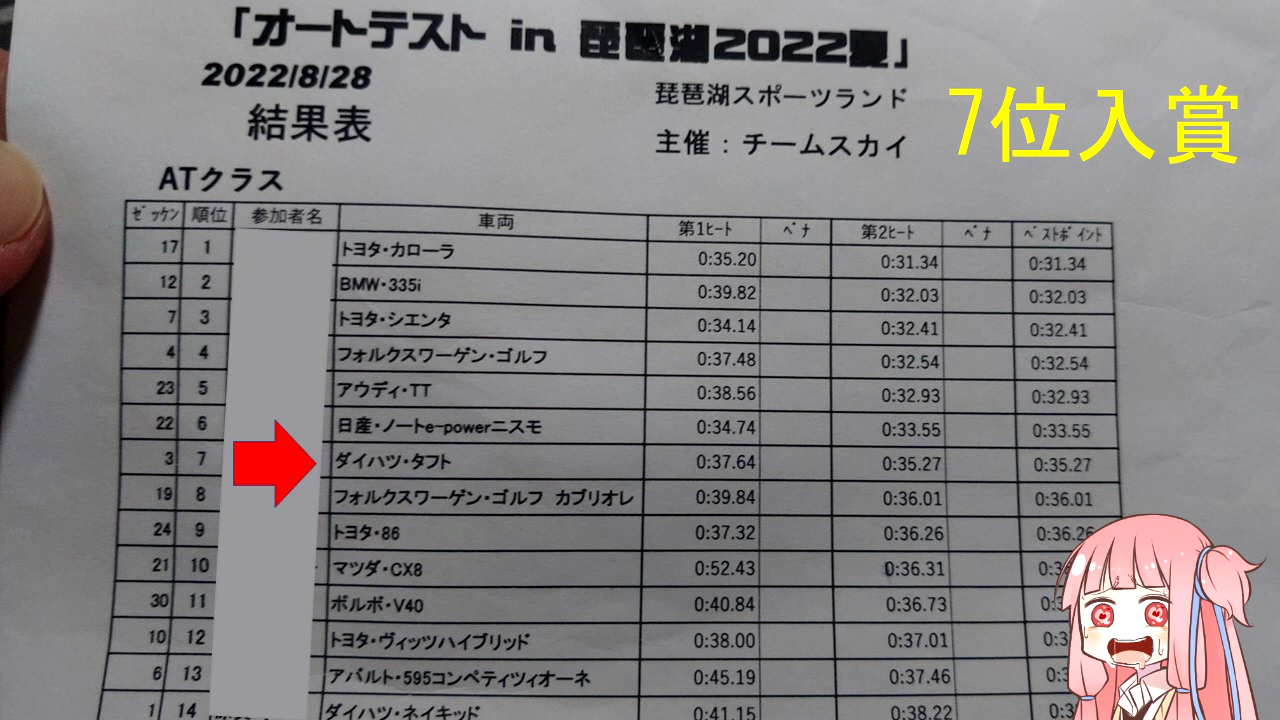 「オートテスト in 琵琶湖2022夏」
2022/8/28
琵琶湖スポーツランド
7位入賞
結果表
主催：チームスカイ
ATクラス
ｾﾞｯｹﾝ 順位 参加者名 車両 第1ﾋｰﾄ ﾍﾟﾅ 第2ﾋｰﾄ ﾍﾟﾅ ﾍﾞｽﾄﾎﾟｲﾝﾄ
17 1 トヨタ・カローラ 0:35.20 0:31.34 0:31.34
12 2 BMW・335i 0:39.82 0:32.03 0:32.03
7 3 トヨタ・シエンタ 0:34.14 0:32.41 0:32.41
4 4 フォルクスワーゲン・ゴルフ 0:37.48 0:32.54 0:32.54
23 5 アウディ・TT 0:38.56 0:32.93 0:32.93
22 6 日産・ノートe-powerニスモ 0:34.74 0:33.55 0:33.55
3 7 ダイハツ・タフト 0:37.64 0:35.27 0:35.27
19 8 フォルクスワーゲン・ゴルフ カブリオレ 0:39.84 0:36.01 0:36.01
24 9 トヨタ・86 0:37.32 0:36.26 0:36.26
21 10 マツダ・CX8 0:52.43 0:36.31
30 11 ボルボ・V40 0:40.84 0:36.73
10 12 トヨタ・ヴィッツハイブリッド 0:38.00 0:37.01
6 13 アバルト・595コンペティツィオーネ 0:45.19 0:37.46
1 14 ダイハツ・ネイキッド 0:41.15 0:38.22